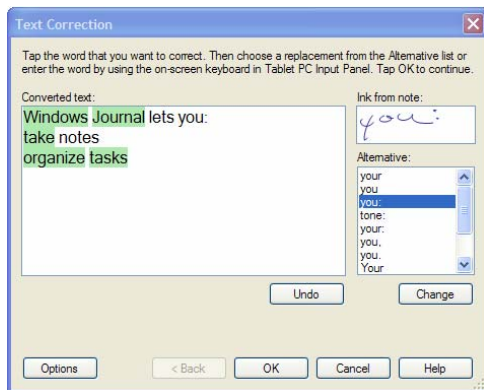 Text Correction
Tap the word that you want to correct. Then choose a replacement from the Alternative list or
enter the word by using the on-screen keyboard in Tablet PC Input Panel. Tap OK to continue.
Converted text:
Windows Journal lets you:
take notes
organize tasks
Ink from note:
you:
Alternative:
your
you
you:
tone:
your:
you,
you.
Your
Undo
Change
Options
< Back
OK
Cancel
Help